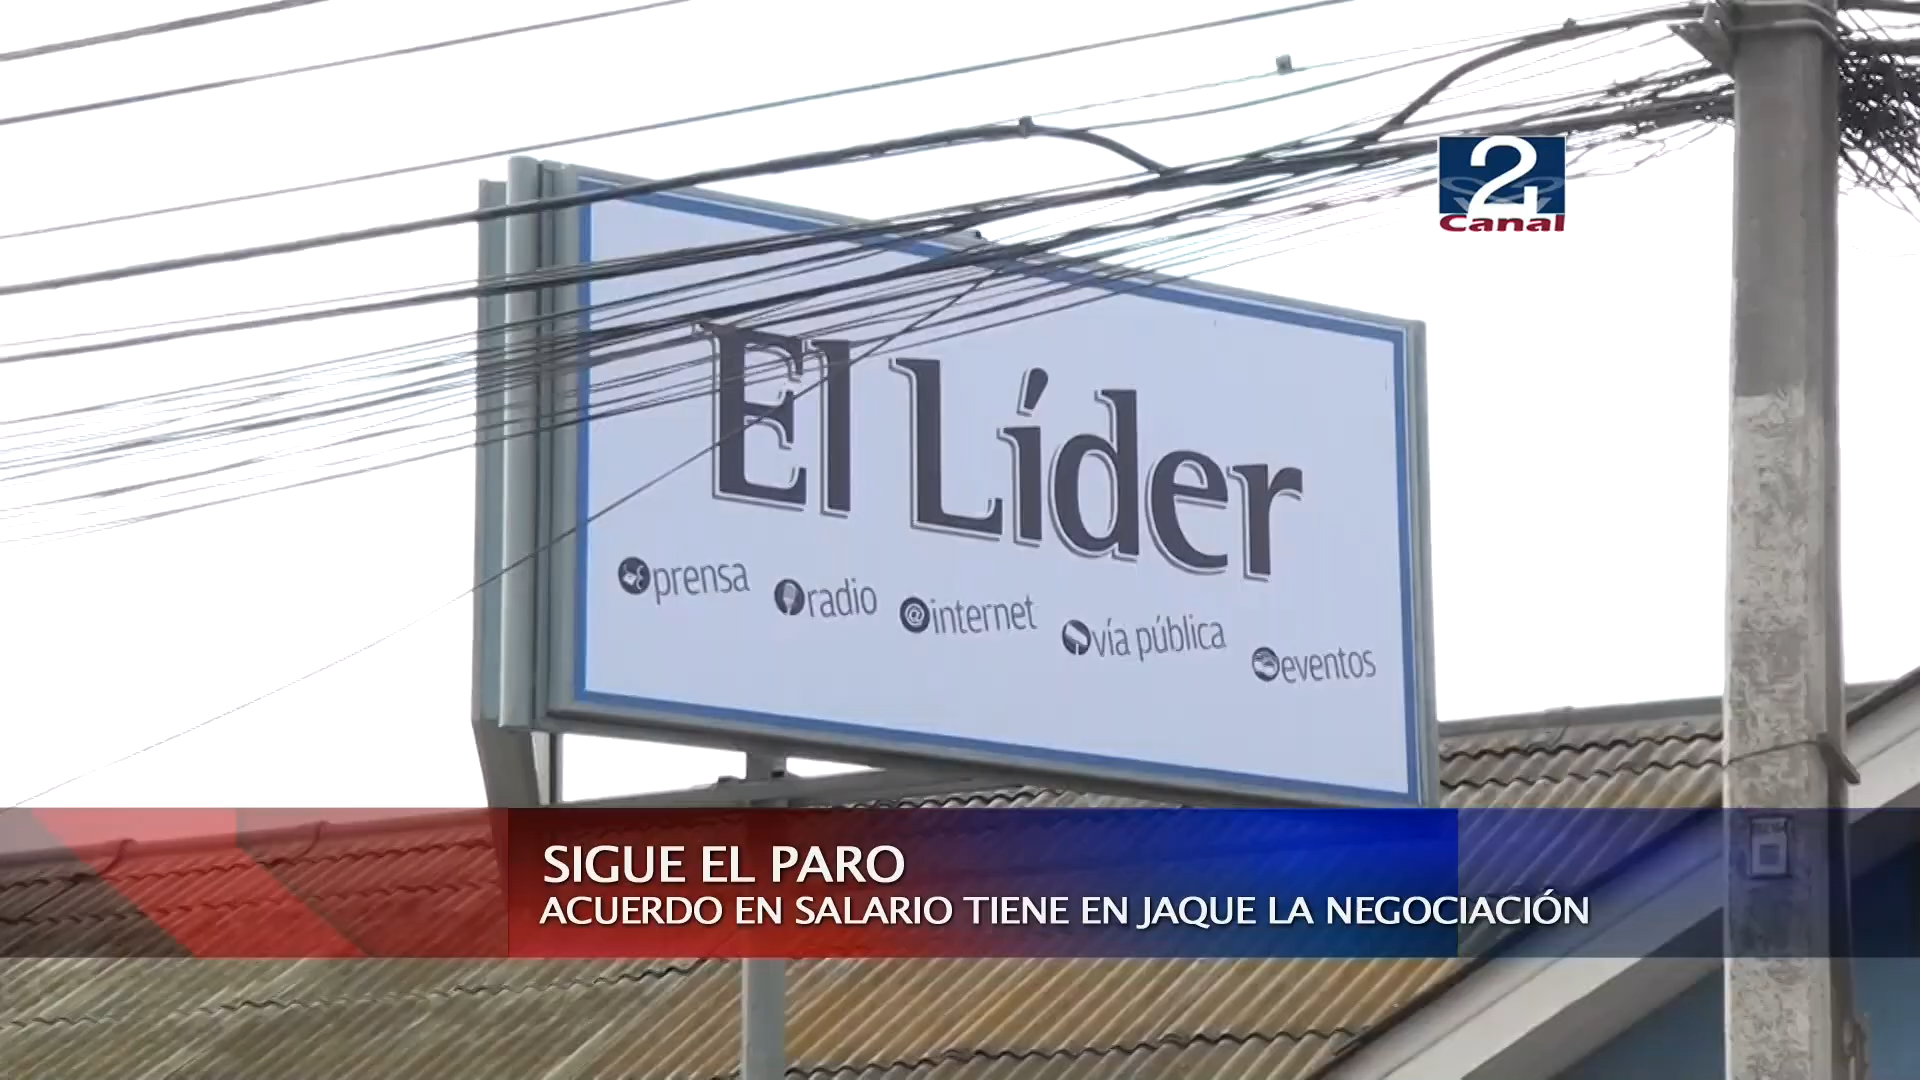 2
Canal
El Líder
prensa radio @internet vía pública eventos
SIGUE EL PARO
ACUERDO EN SALARIO TIENE EN JAQUE LA NEGOCIACIÓN